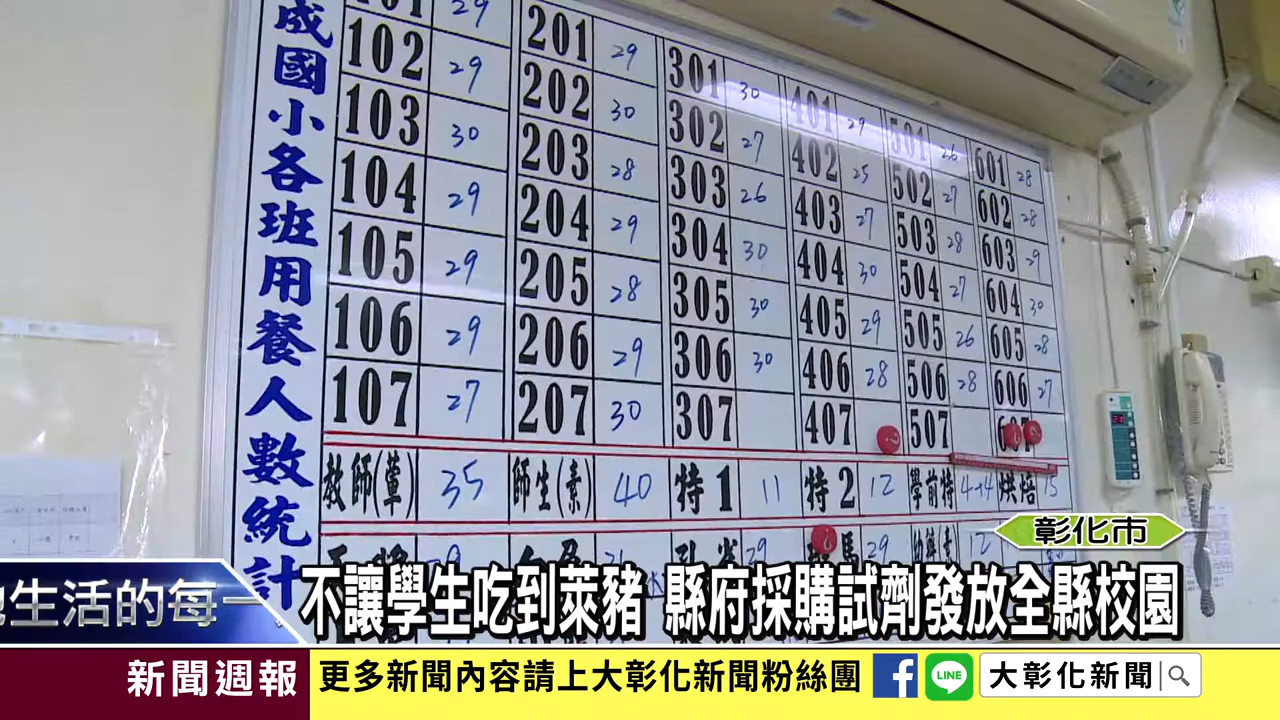 成國小各班用餐人數統計
101 29 201 29 301 30 401 29 501 26 601 28
102 29 202 30 302 27 402 25 502 27 602 28
103 30 203 28 303 26 403 27 503 28 603 29
104 29 204 29 304 30 404 30 504 27 604 30
105 29 205 28 305 30 405 29 505 26 605 28
106 29 206 29 306 30 406 28 506 28 606 27
107 27 207 30 307 407 507 607
教師(葷) 35 師生(素) 40 特1 11 特2 12 學前特 4+4 烘焙 15
29 馬 29 12
彰化市
生活的每一
不讓學生吃到萊豬 縣府採購試劑發放全縣校園
新聞週報
更多新聞內容請上大彰化新聞粉絲團
LINE
大彰化新聞